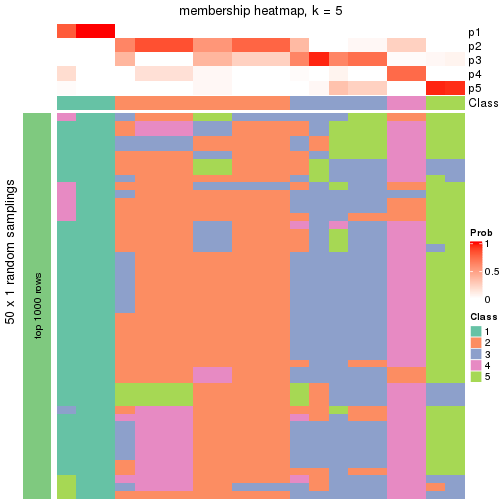 membership heatmap, k = 5
p1
p2
p3
p4
p5
Class
50 x 1 random samplings
top 1000 rows
Prob
1
0.5
0
Class
1
2
3
4
5